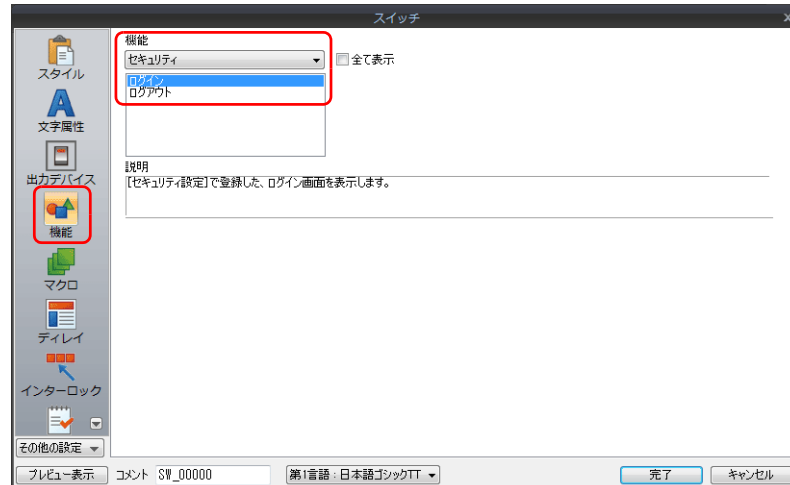 スイッチ
スタイル
文字属性
出力デバイス
機能
マクロ
ディレイ
インターロック
その他の設定
機能
セキュリティ
全て表示
ログイン
ログアウト
説明
[セキュリティ設定]で登録した、ログイン画面を表示します。
プレビュー表示 コメント SW_00000 第1言語:日本語ゴシックTT 完了 キャンセル